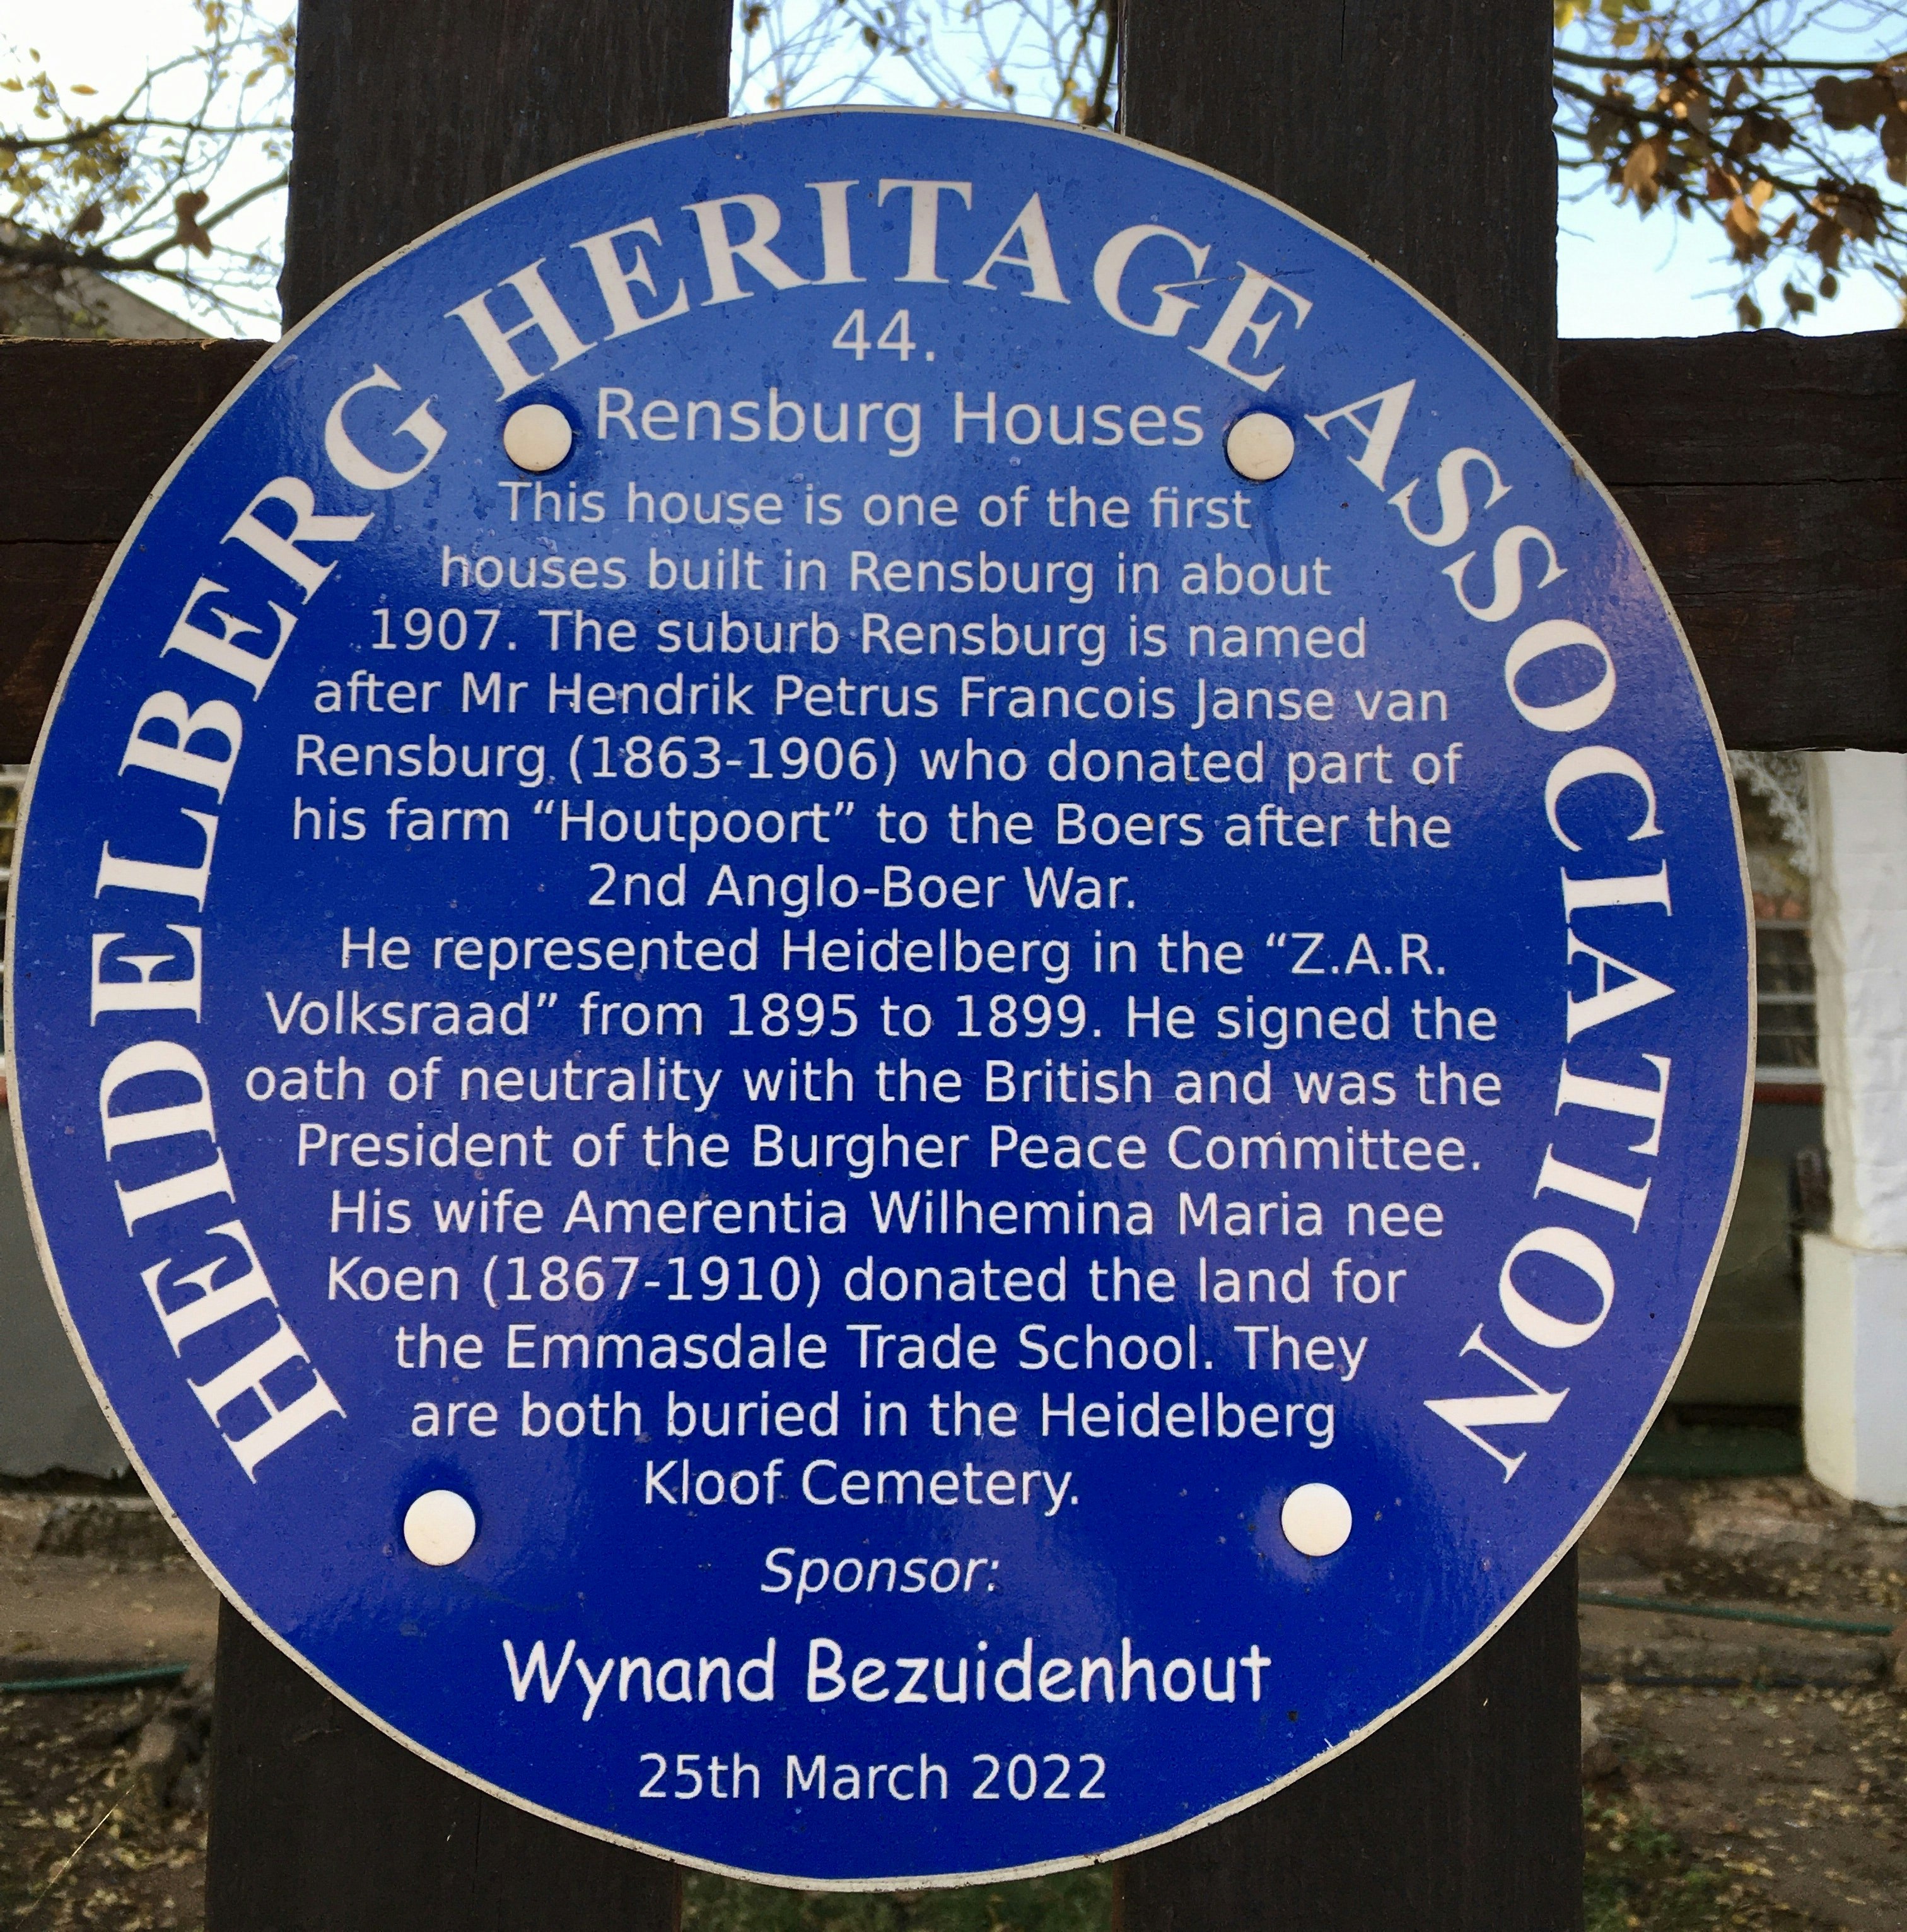 HEIDELBERG HERITAGE ASSOCIATION
44.
Rensburg Houses
This house is one of the first
houses built in Rensburg in about
1907. The suburb Rensburg is named
after Mr Hendrik Petrus Francois Janse van
Rensburg (1863-1906) who donated part of
his farm “Houtpoort” to the Boers after the
2nd Anglo-Boer War.
He represented Heidelberg in the “Z.A.R.
Volksraad” from 1895 to 1899. He signed the
oath of neutrality with the British and was the
President of the Burgher Peace Committee.
His wife Amerentia Wilhemina Maria nee
Koen (1867-1910) donated the land for
the Emmasdale Trade School. They
are both buried in the Heidelberg
Kloof Cemetery.
Sponsor:
Wynand Bezuidenhout
25th March 2022